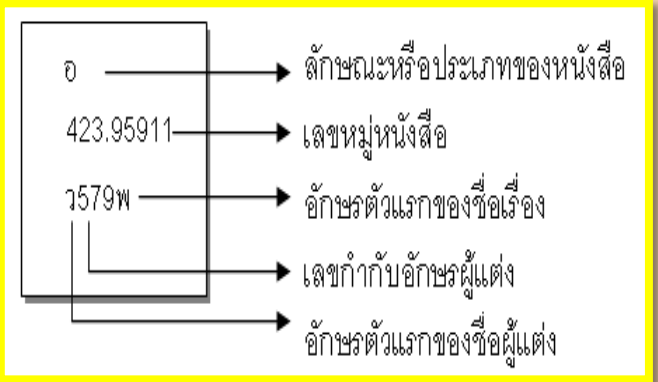 อ ลักษณะหรือประเภทของหนังสือ
423.95911 เลขหมู่หนังสือ
ว579พ อักษรตัวแรกของชื่อเรื่อง
เลขกำกับอักษรผู้แต่ง
อักษรตัวแรกของชื่อผู้แต่ง